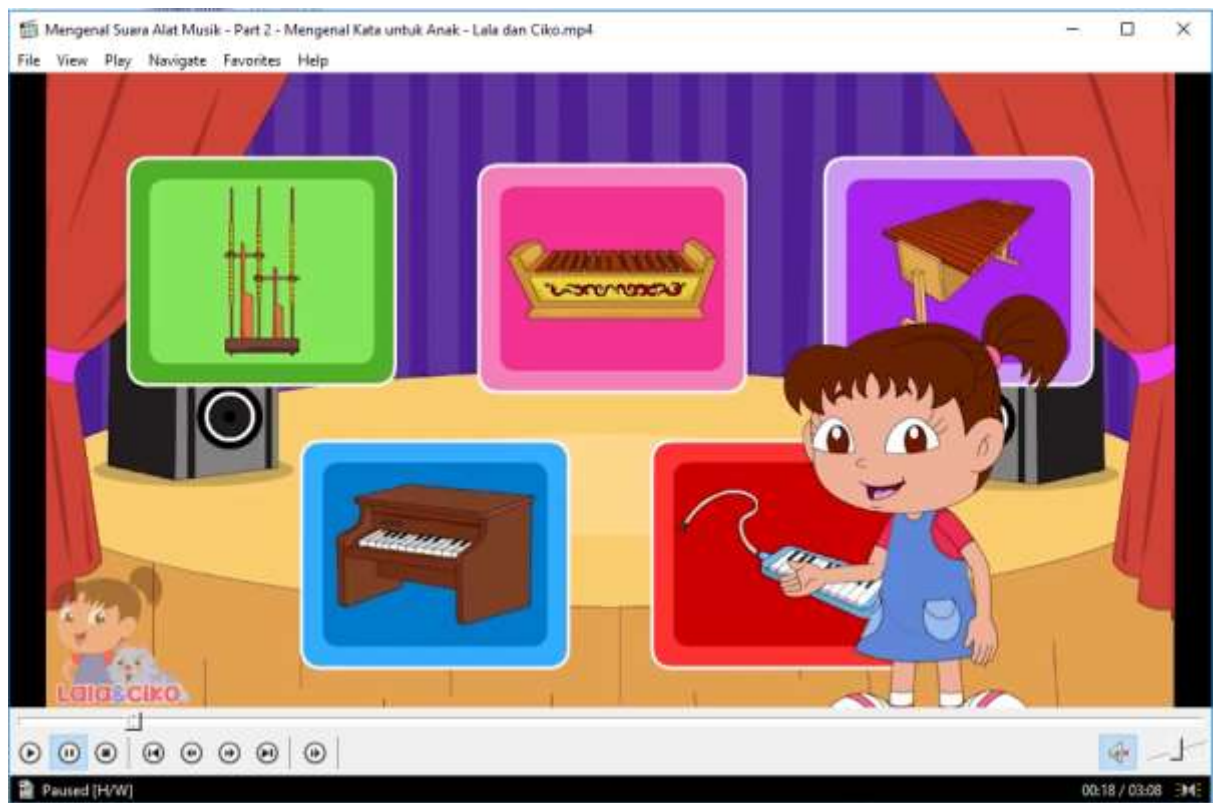 Mengenal Suara Alat Musik - Part 2 - Mengenal Kata untuk Anak - Lala dan Ciko.mp4
File View Play Navigate Favorites Help
Lala&Ciko
Paused [H/W] 00:18 / 03:08